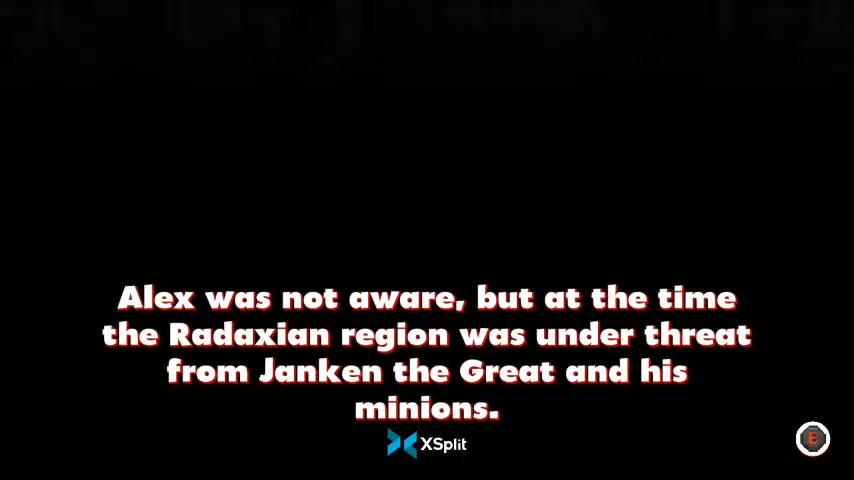 Alex was not aware, but at the time
the Radaxian region was under threat
from Janken the Great and his
minions.
XSplit
E